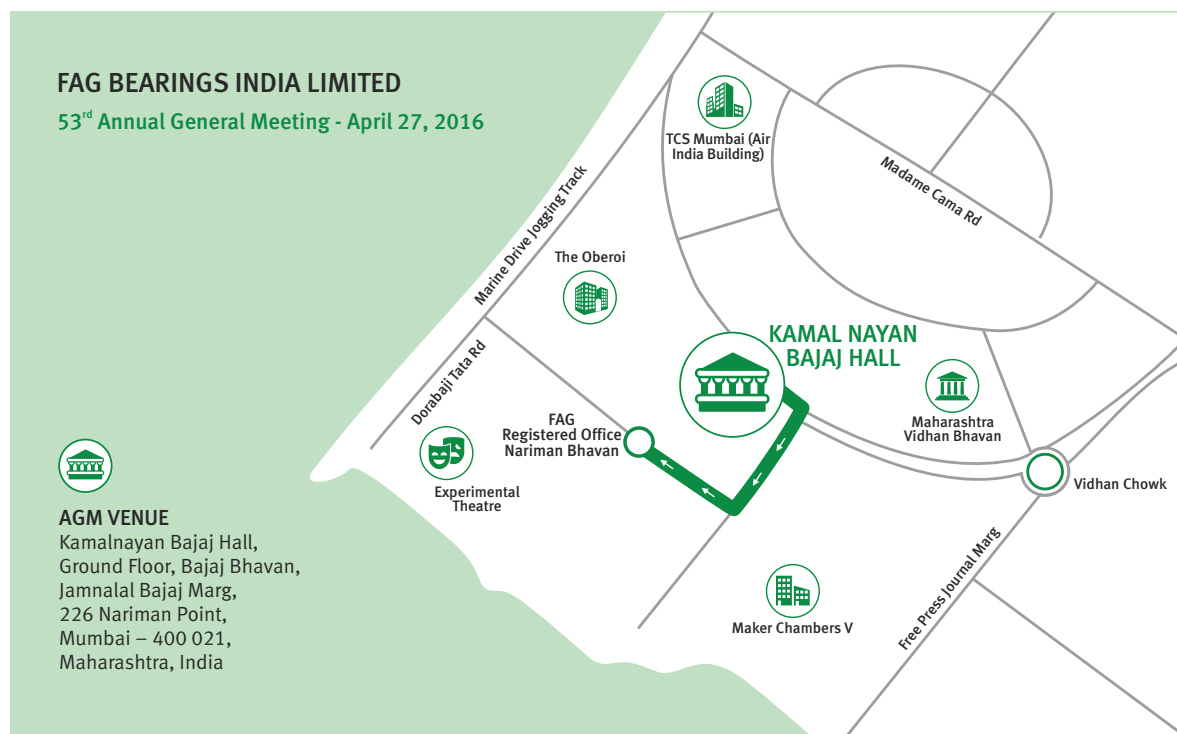 FAG BEARINGS INDIA LIMITED
53rd Annual General Meeting - April 27, 2016
TCS Mumbai (Air
India Building)
Madame Cama Rd
Marine Drive Jogging Track
The Oberoi
KAMAL NAYAN
BAJAJ HALL
Dorabaji Tata Rd
FAG
Registered Office
Nariman Bhavan
Maharashtra
Vidhan Bhavan
Experimental
Theatre
Vidhan Chowk
AGM VENUE
Kamalnayan Bajaj Hall,
Ground Floor, Bajaj Bhavan,
Jamnalal Bajaj Marg,
226 Nariman Point,
Mumbai – 400 021,
Maharashtra, India
Free Press Journal Marg
Maker Chambers V